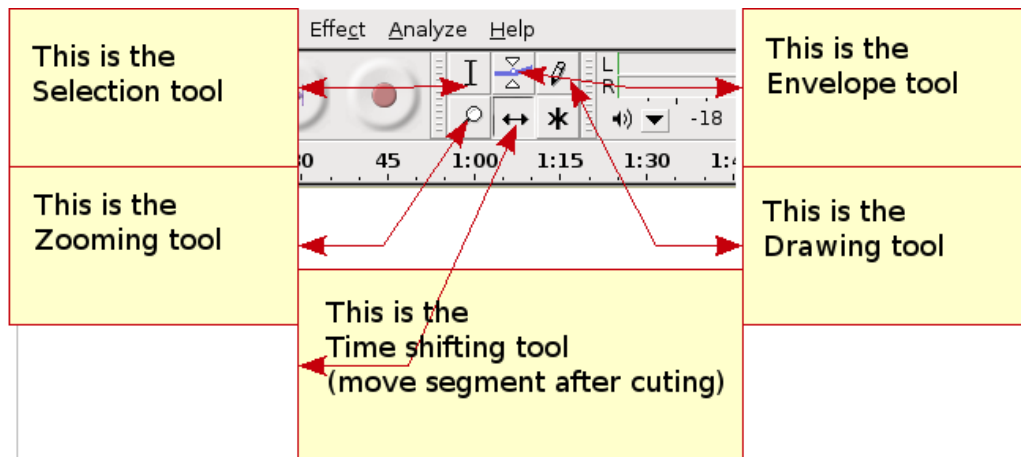 This is the
Selection tool
Effect Analyze Help
L
R
-18
45 1:00 1:15 1:30
This is the
Envelope tool
This is the
Zooming tool
This is the
Drawing tool
This is the
Time shifting tool
(move segment after cuting)